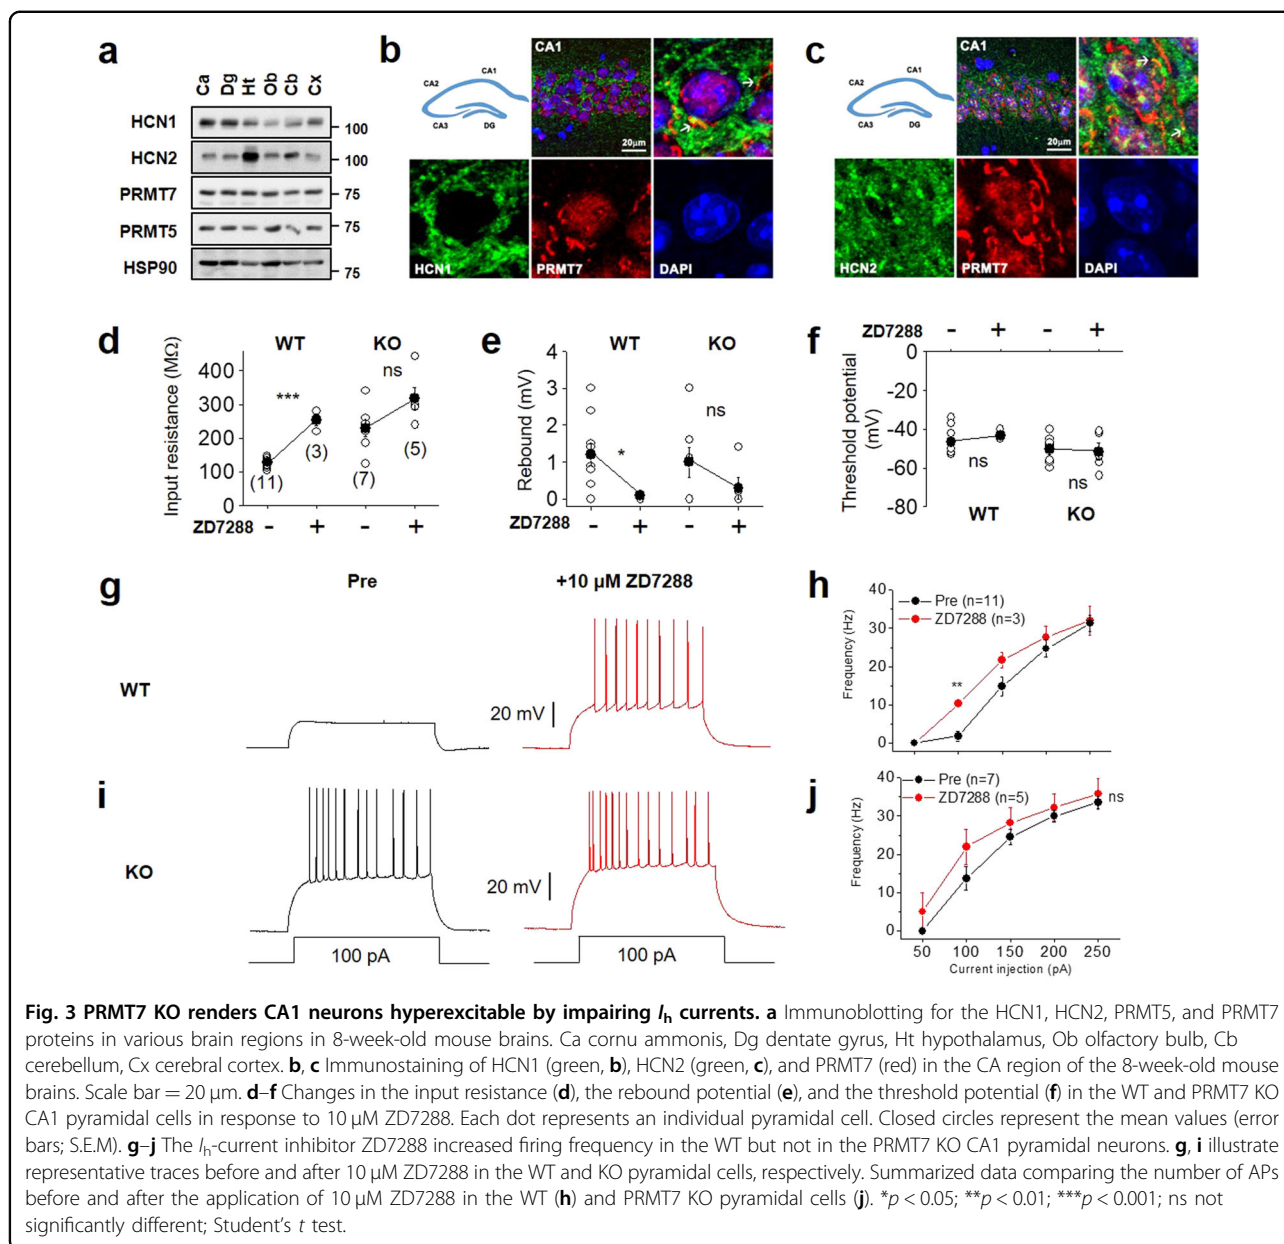 a
Ca Dg Ht Ob Cb Cx
HCN1
100
HCN2
100
PRMT7
75
PRMT5
75
HSP90
75
b
CA1
CA2
CA3
DG
CA1
20µm
HCN1
PRMT7
DAPI
c
CA1
CA2
CA3
DG
CA1
20µm
HCN2
PRMT7
DAPI
d
WT KO
Input resistance (MΩ)
400
300
200
100
0
***
ns
(11)
(3)
(7)
(5)
ZD7288 - + - +
e
WT KO
Rebound (mV)
4
3
2
1
0
*
ns
ZD7288 - + - +
f
ZD7288 - + - +
Threshold potential
(mV)
0
-20
-40
-60
-80
ns
ns
WT KO
g
Pre
+10 µM ZD7288
WT
20 mV
h
Frequency (Hz)
40
30
20
10
0
Pre (n=11)
ZD7288 (n=3)
**
i
KO
20 mV
100 pA
100 pA
j
Frequency (Hz)
40
30
20
10
0
Pre (n=7)
ZD7288 (n=5)
ns
50 100 150 200 250
Current injection (pA)
Fig. 3 PRMT7 KO renders CA1 neurons hyperexcitable by impairing Ih currents. a Immunoblotting for the HCN1, HCN2, PRMT5, and PRMT7
proteins in various brain regions in 8-week-old mouse brains. Ca cornu ammonis, Dg dentate gyrus, Ht hypothalamus, Ob olfactory bulb, Cb
cerebellum, Cx cerebral cortex. b, c Immunostaining of HCN1 (green, b), HCN2 (green, c), and PRMT7 (red) in the CA region of the 8-week-old mouse
brains. Scale bar = 20 µm. d–f Changes in the input resistance (d), the rebound potential (e), and the threshold potential (f) in the WT and PRMT7 KO
CA1 pyramidal cells in response to 10 µM ZD7288. Each dot represents an individual pyramidal cell. Closed circles represent the mean values (error
bars; S.E.M). g–j The Ih-current inhibitor ZD7288 increased firing frequency in the WT but not in the PRMT7 KO CA1 pyramidal neurons. g, i illustrate
representative traces before and after 10 µM ZD7288 in the WT and KO pyramidal cells, respectively. Summarized data comparing the number of APs
before and after the application of 10 µM ZD7288 in the WT (h) and PRMT7 KO pyramidal cells (j). *p < 0.05; **p < 0.01; ***p < 0.001; ns not
significantly different; Student's t test.